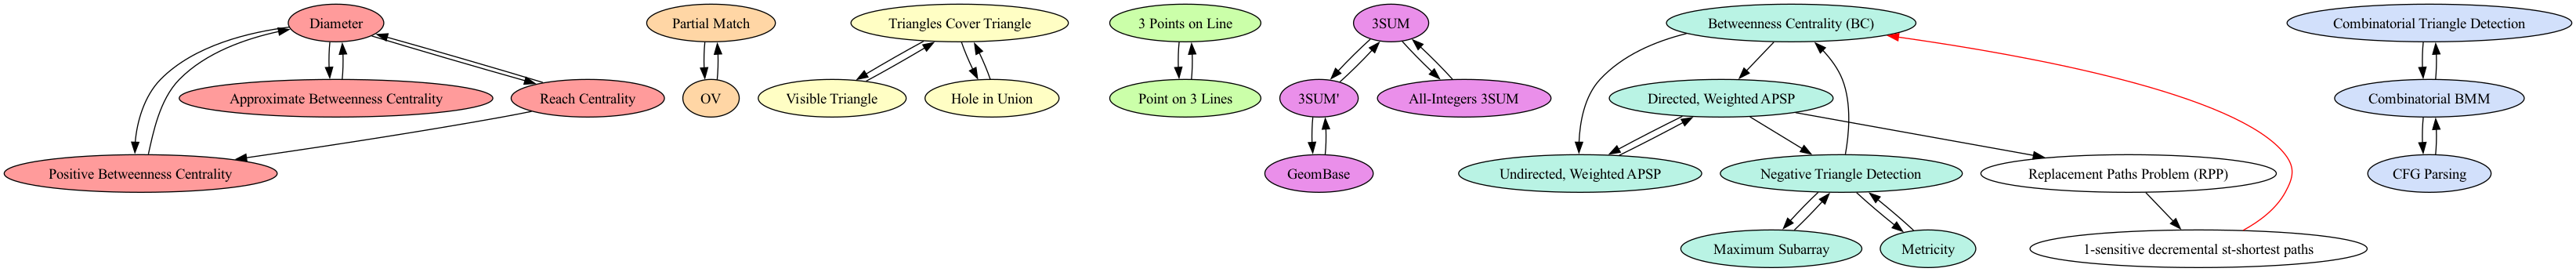 Diameter
Partial Match
Triangles Cover Triangle
3 Points on Line
3SUM
Betweenness Centrality (BC)
Combinatorial Triangle Detection
Approximate Betweenness Centrality
Reach Centrality
OV
Visible Triangle
Hole in Union
Point on 3 Lines
3SUM'
All-Integers 3SUM
Directed, Weighted APSP
Combinatorial BMM
Positive Betweenness Centrality
GeomBase
Undirected, Weighted APSP
Negative Triangle Detection
Replacement Paths Problem (RPP)
CFG Parsing
Maximum Subarray
Metricity
1-sensitive decremental st-shortest paths